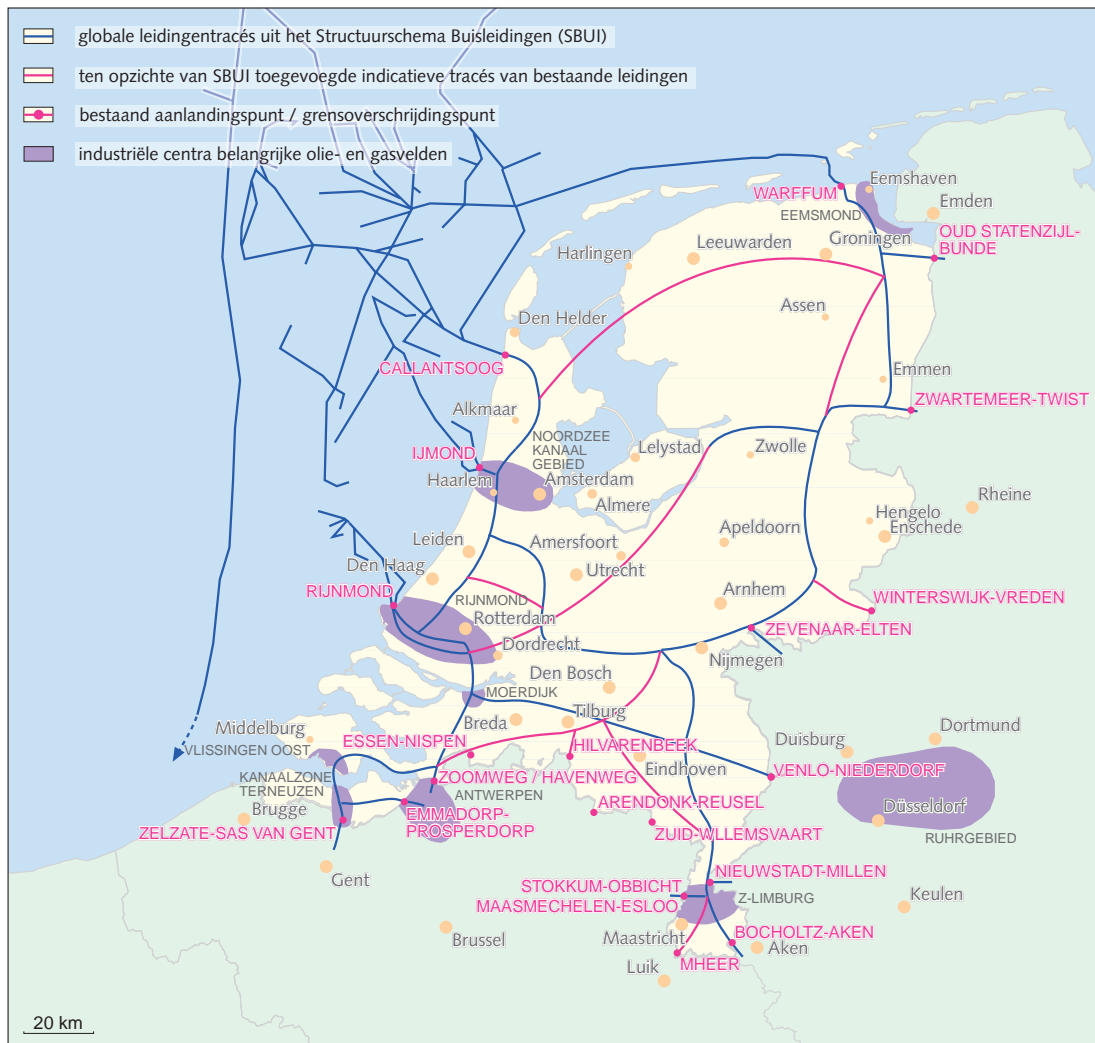 globale leidingentracés uit het Structuurschema Buisleidingen (SBUI)
ten opzichte van SBUI toegevoegde indicatieve tracés van bestaande leidingen
bestaand aanlandingspunt / grensoverschrijdingspunt
industriële centra belangrijke olie- en gasvelden
Eemshaven
WARFFUM
EEMSMOND
Emden
OUD STATENZIJL-
BUNDE
Groningen
Leeuwarden
Harlingen
Assen
Den Helder
CALLANTSOOG
Emmen
ZWARTEMEER-TWIST
Alkmaar
NOORDZEE
KANAAL
GEBIED
IJMOND
Lelystad
Zwolle
Haarlem
Amsterdam
Almere
Rheine
Hengelo
Enschede
Apeldoorn
Leiden
Amersfoort
Utrecht
Den Haag
RIJNMOND
Arnhem
WINTERSWIJK-VREDEN
RIJNMOND
Rotterdam
ZEVENAAR-ELTEN
Dordrecht
Nijmegen
Den Bosch
MOERDIJK
Tilburg
Breda
Middelburg
VLISSINGEN OOST
ESSEN-NISPEN
HILVARENBEEK
Dortmund
Duisburg
VENLO-NIEDERDORF
Eindhoven
ZOOMWEG / HAVENWEG
KANAALZONE
TERNEUZEN
ANTWERPEN
ARENDONK-REUSEL
Brugge
EMMADORP-
PROSPERDORP
Düsseldorf
ZELZATE-SAS VAN GENT
ZUID-WLLEMSVAART
RUHRGEBIED
Gent
NIEUWSTADT-MILLEN
STOKKUM-OBBICHT
Z-LIMBURG
MAASMECHELEN-ESLOO
Keulen
Brussel
Maastricht
BOCHOLTZ-AKEN
Aken
MHEER
Luik
20 km